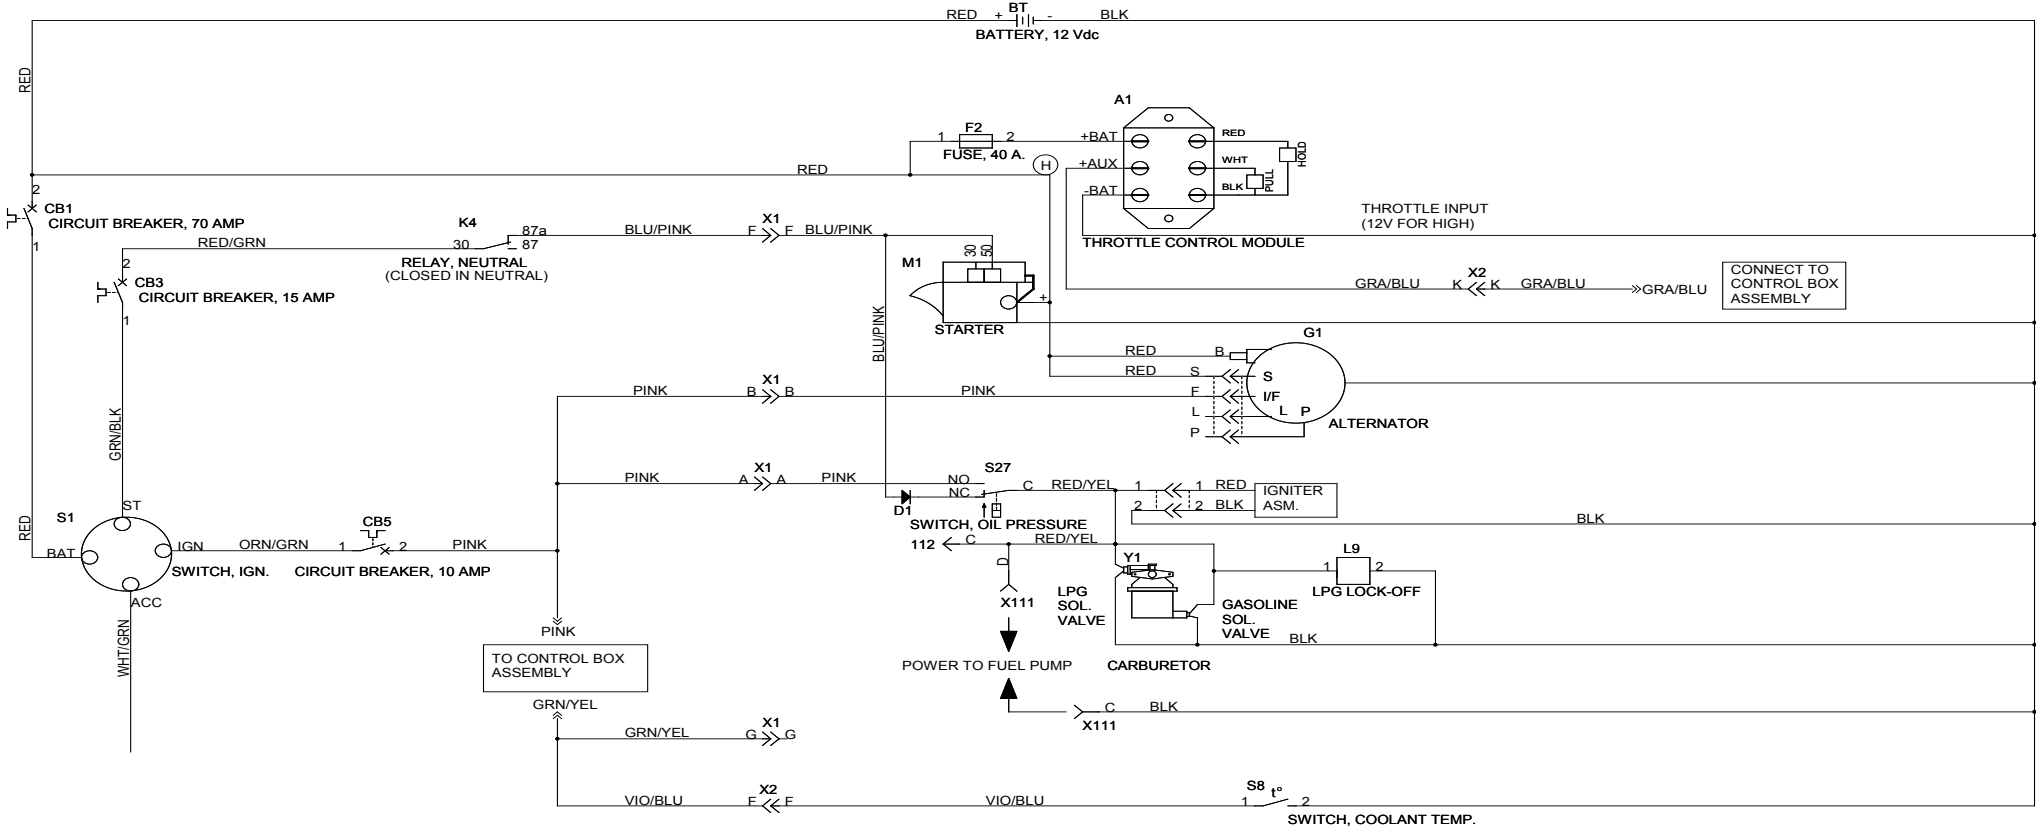 RED + BT - BLK
BATTERY, 12 Vdc
RED
A1
1 F2 2 +BAT RED
FUSE, 40 A.
HOLD
H
+AUX WHT
PULL
RED
-BAT BLK
2
CB1
CIRCUIT BREAKER, 70 AMP
1
THROTTLE INPUT
(12V FOR HIGH)
K4
87a BLU/PINK F X1 F BLU/PINK
RED/GRN 30 87
RELAY, NEUTRAL
(CLOSED IN NEUTRAL)
30 50
THROTTLE CONTROL MODULE
2
CB3
CIRCUIT BREAKER, 15 AMP
1
M1
+
STARTER
GRA/BLU K X2 K GRA/BLU GRA/BLU
CONNECT TO
CONTROL BOX
ASSEMBLY
BLU/PINK
G1
RED B
RED S S
PINK B X1 B PINK F I/F
L L P
P
ALTERNATOR
GRN/BLK
PINK A X1 A PINK NO S27
NC C RED/YEL 1 1 RED
2 2 BLK
IGNITER
ASM.
D1
SWITCH, OIL PRESSURE
BLK
RED
ST
S1
BAT
IGN ORN/GRN 1 CB5 2 PINK
SWITCH, IGN.
CIRCUIT BREAKER, 10 AMP
ACC
WHT/GRN
112 C RED/YEL
D
X111
Y1
LPG
SOL.
VALVE
GASOLINE
SOL.
VALVE
L9
1 2
LPG LOCK-OFF
BLK
PINK
TO CONTROL BOX
ASSEMBLY
POWER TO FUEL PUMP
CARBURETOR
GRN/YEL
C BLK
X111
GRN/YEL G X1 G
VIO/BLU F X2 F VIO/BLU 1 S8 t° 2
SWITCH, COOLANT TEMP.